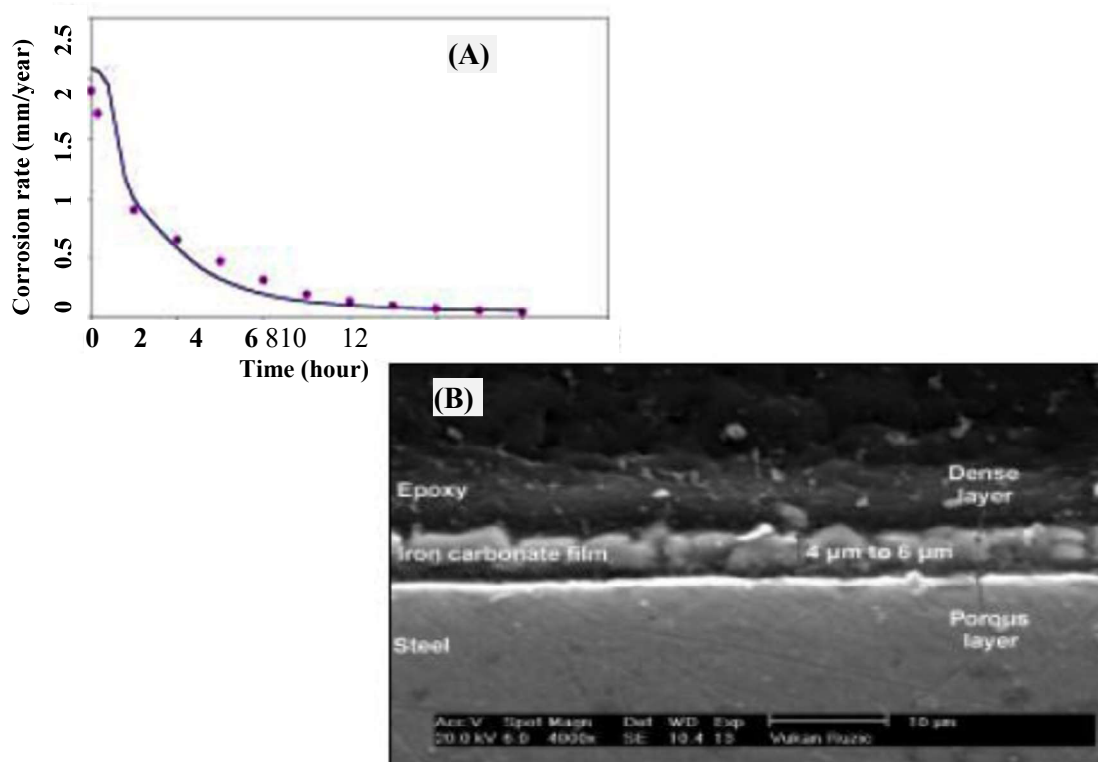 (A)
Corrosion rate (mm/year)
2.5
2
1.5
1
0.5
0
0 2 4 6 8 10 12
Time (hour)
(B)
Epoxy
Dense
layer
Iron carbonate film
4 µm to 6 µm
Porous
layer
Steel
Acc.V Spot Magn Det WD Exp
20.0 kV 6.0 4000x SE 10.4 15
10 µm
Vukan Ruzic